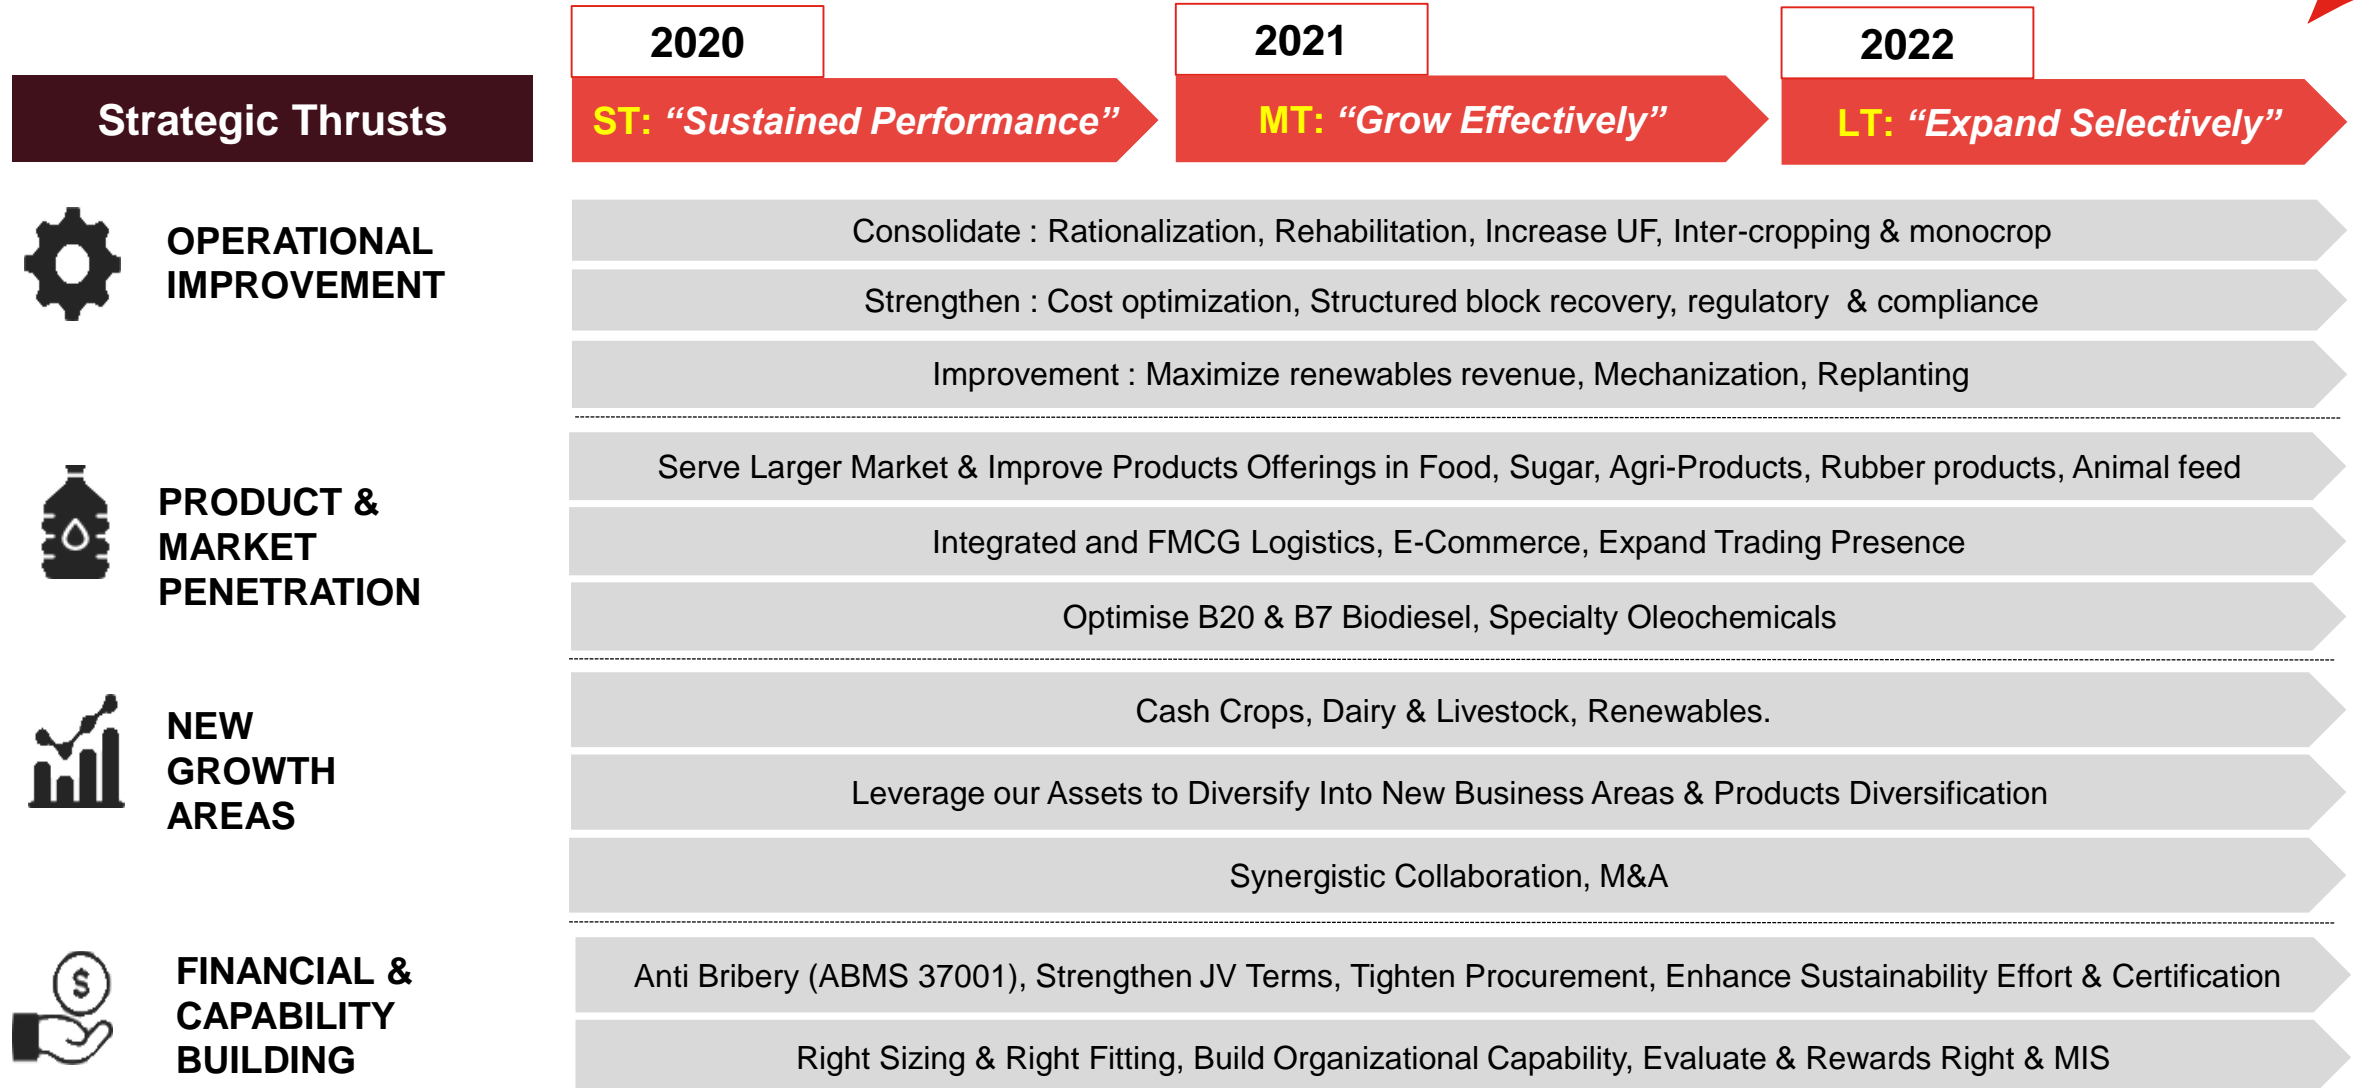 2020
2021
2022
Strategic Thrusts
ST: “Sustained Performance”
MT: “Grow Effectively”
LT: “Expand Selectively”
OPERATIONAL
IMPROVEMENT
Consolidate : Rationalization, Rehabilitation, Increase UF, Inter-cropping & monocrop
Strengthen : Cost optimization, Structured block recovery, regulatory & compliance
Improvement : Maximize renewables revenue, Mechanization, Replanting
PRODUCT &
MARKET
PENETRATION
Serve Larger Market & Improve Products Offerings in Food, Sugar, Agri-Products, Rubber products, Animal feed
Integrated and FMCG Logistics, E-Commerce, Expand Trading Presence
Optimise B20 & B7 Biodiesel, Specialty Oleochemicals
NEW
GROWTH
AREAS
Cash Crops, Dairy & Livestock, Renewables.
Leverage our Assets to Diversify Into New Business Areas & Products Diversification
Synergistic Collaboration, M&A
$
FINANCIAL &
CAPABILITY
BUILDING
Anti Bribery (ABMS 37001), Strengthen JV Terms, Tighten Procurement, Enhance Sustainability Effort & Certification
Right Sizing & Right Fitting, Build Organizational Capability, Evaluate & Rewards Right & MIS